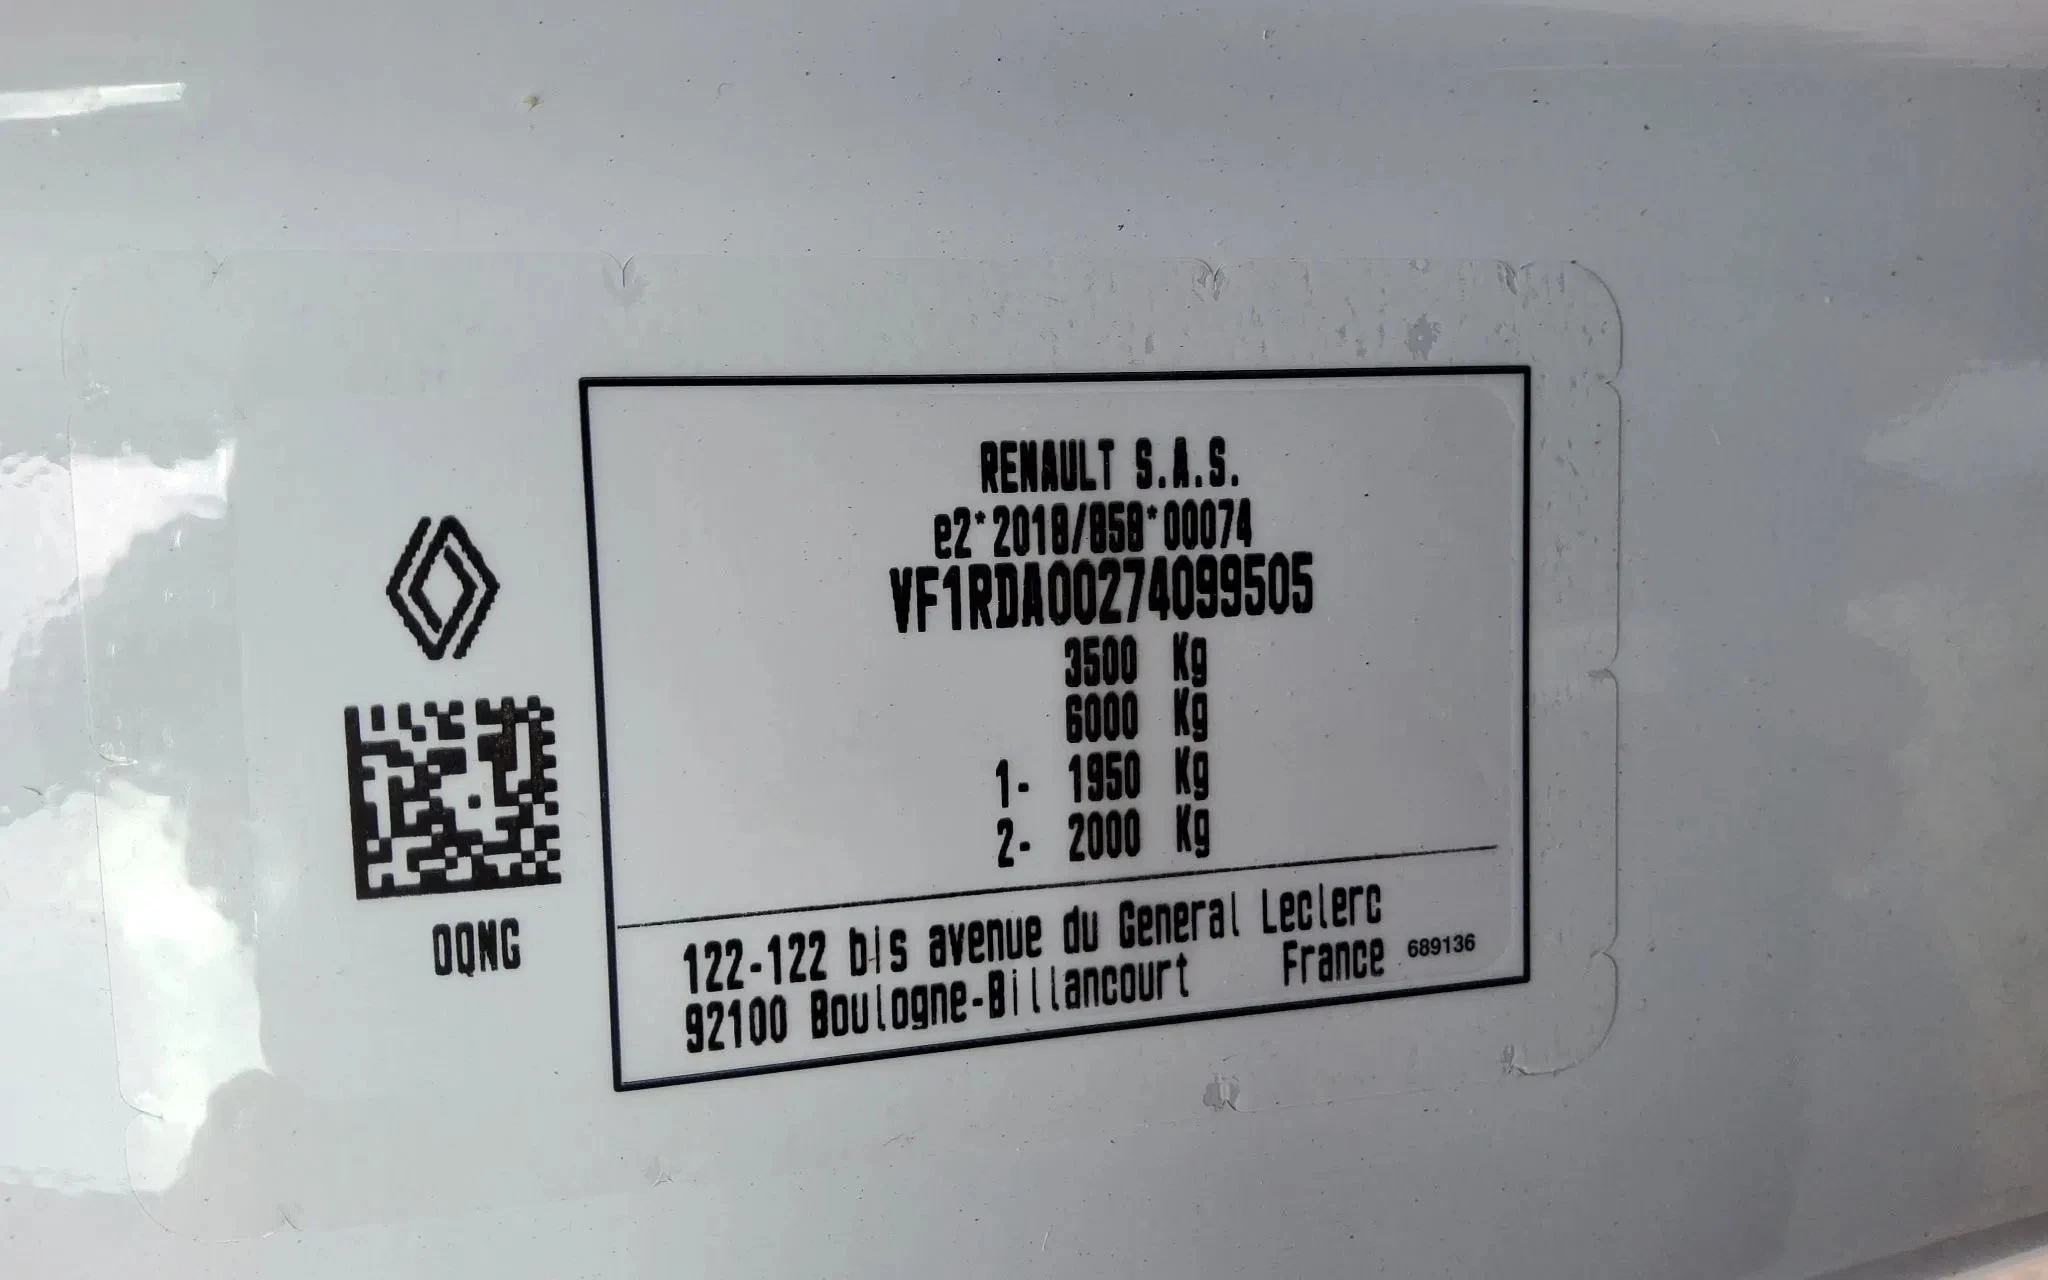 RENAULT S.A.S.
e2*2018/858*00074
VF1RDA00274099505
3500 Kg
6000 Kg
1- 1950 Kg
2- 2000 Kg
OQNG
122-122 bis avenue du General Leclerc
92100 Boulogne-Billancourt France 689136